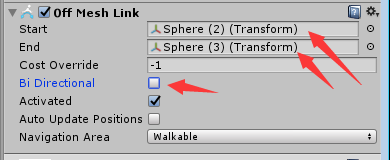 Off Mesh Link
Start Sphere (2) (Transform)
End Sphere (3) (Transform)
Cost Override -1
Bi Directional
Activated
Auto Update Positions
Navigation Area Walkable